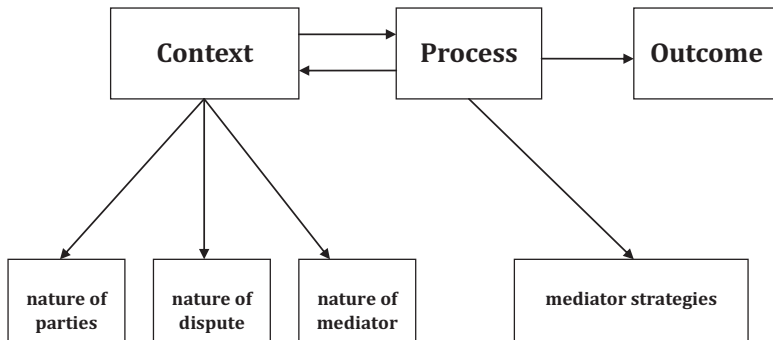 Context
Process
Outcome
nature of
parties
nature of
dispute
nature of
mediator
mediator strategies